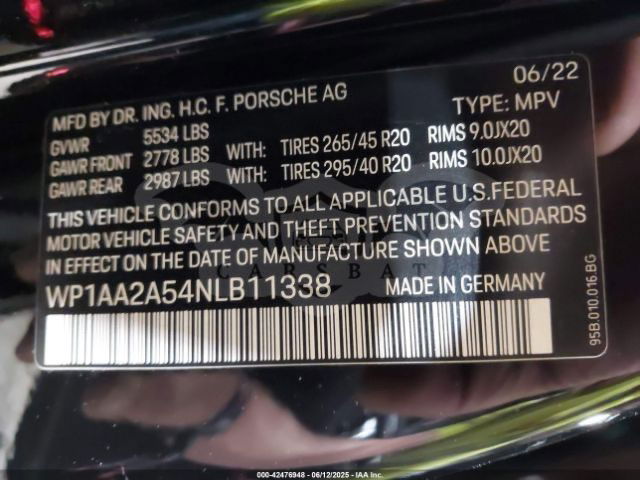 MFD BY DR. ING. H.C. F. PORSCHE AG 06/22
GVWR 5534 LBS TYPE: MPV
GAWR FRONT 2778 LBS WITH: TIRES 265/45 R20 RIMS 9.0JX20
GAWR REAR 2987 LBS WITH: TIRES 295/40 R20 RIMS 10.0JX20
THIS VEHICLE CONFORMS TO ALL APPLICABLE U.S.FEDERAL
MOTOR VEHICLE SAFETY AND THEFT PREVENTION STANDARDS
IN EFFECT ON THE DATE OF MANUFACTURE SHOWN ABOVE
WP1AA2A54NLB11338 MADE IN GERMANY
95B.010.016.BG
CARSBAT
© 2025 - 42476948 - 06/12/2025 - IAA Inc.